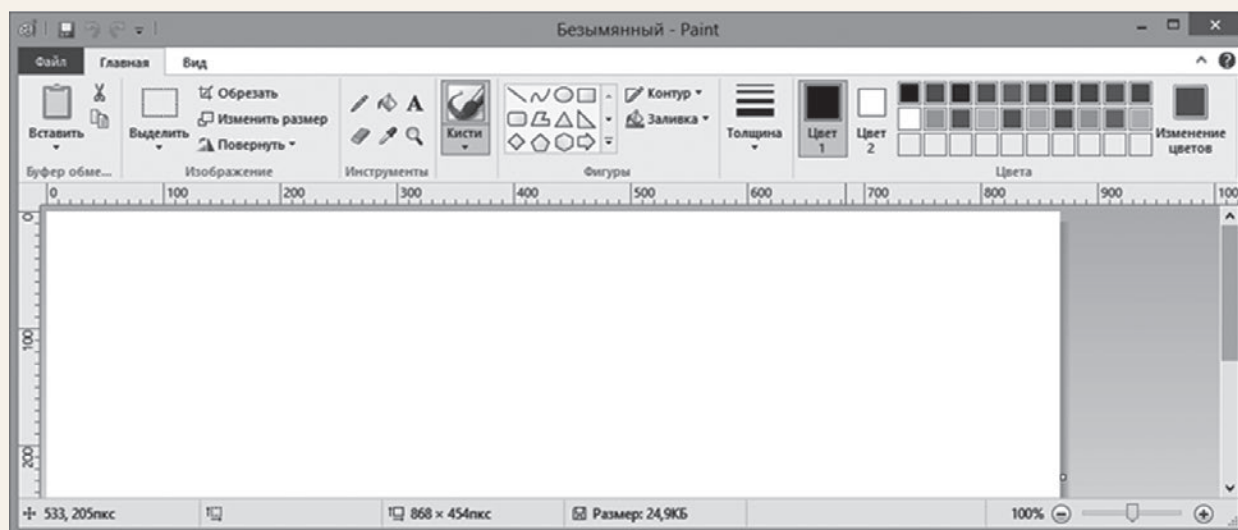 Безымянный - Paint
Файл Главная Вид
Вставить
Выделить
Обрезать
Изменить размер
Повернуть
A
Кисти
Контур
Заливка
Толщина
Цвет 1
Цвет 2
Изменение цветов
Буфер обме... Изображение Инструменты Фигуры Цвета
0 100 200 300 400 500 600 700 800 900 100
0
100
200
533, 205пкс 868 × 454пкс Размер: 24,9КБ 100%